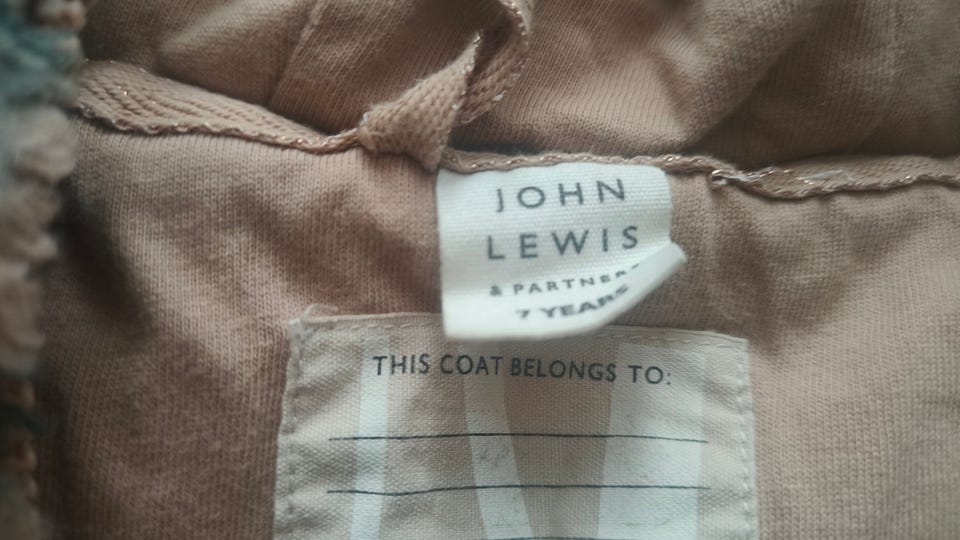 JOHN
LEWIS
& PARTNERS
7 YEARS
THIS COAT BELONGS TO: